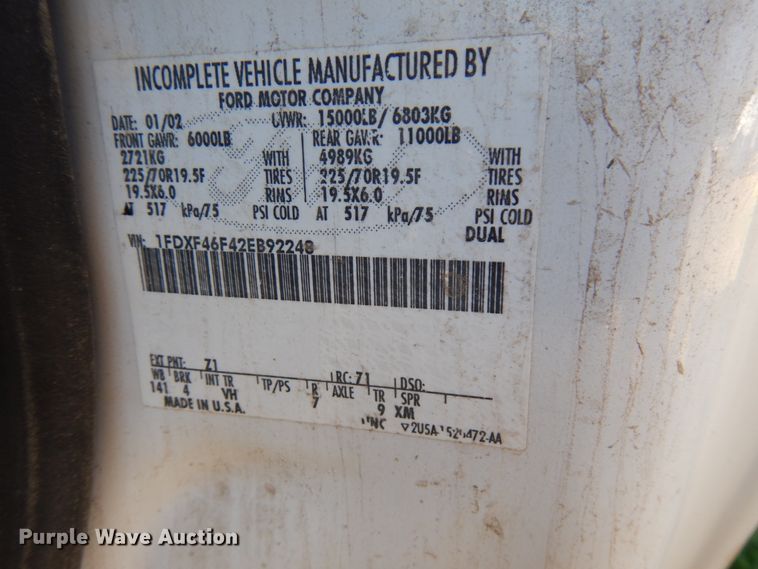 INCOMPLETE VEHICLE MANUFACTURED BY
FORD MOTOR COMPANY
DATE: 01/02 GVWR: 15000LB/ 6803KG
FRONT GAWR: 6000LB REAR GAWR: 11000LB
2721KG WITH 4989KG WITH
225/70R19.5F TIRES 225/70R19.5F TIRES
19.5X6.0 RIMS 19.5X6.0 RIMS
AT 517 kPa/75 PSI COLD AT 517 kPa/75 PSI COLD
DUAL
VIN: 1FDXF46F42EB92248
EXT PNT: Z1 RC: 71 DSO:
WB BRK INT TR TP/PS R AXLE TR SPR
141 4 VH 7 9 XM
MADE IN U.S.A.
Purple Wave Auction